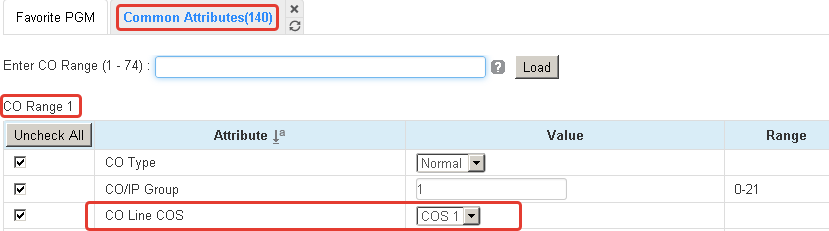 Favorite PGM Common Attributes(140)
Enter CO Range (1 - 74) : ? Load
CO Range 1
Uncheck All Attribute Value Range
CO Type Normal
CO/IP Group 1 0-21
CO Line COS COS 1